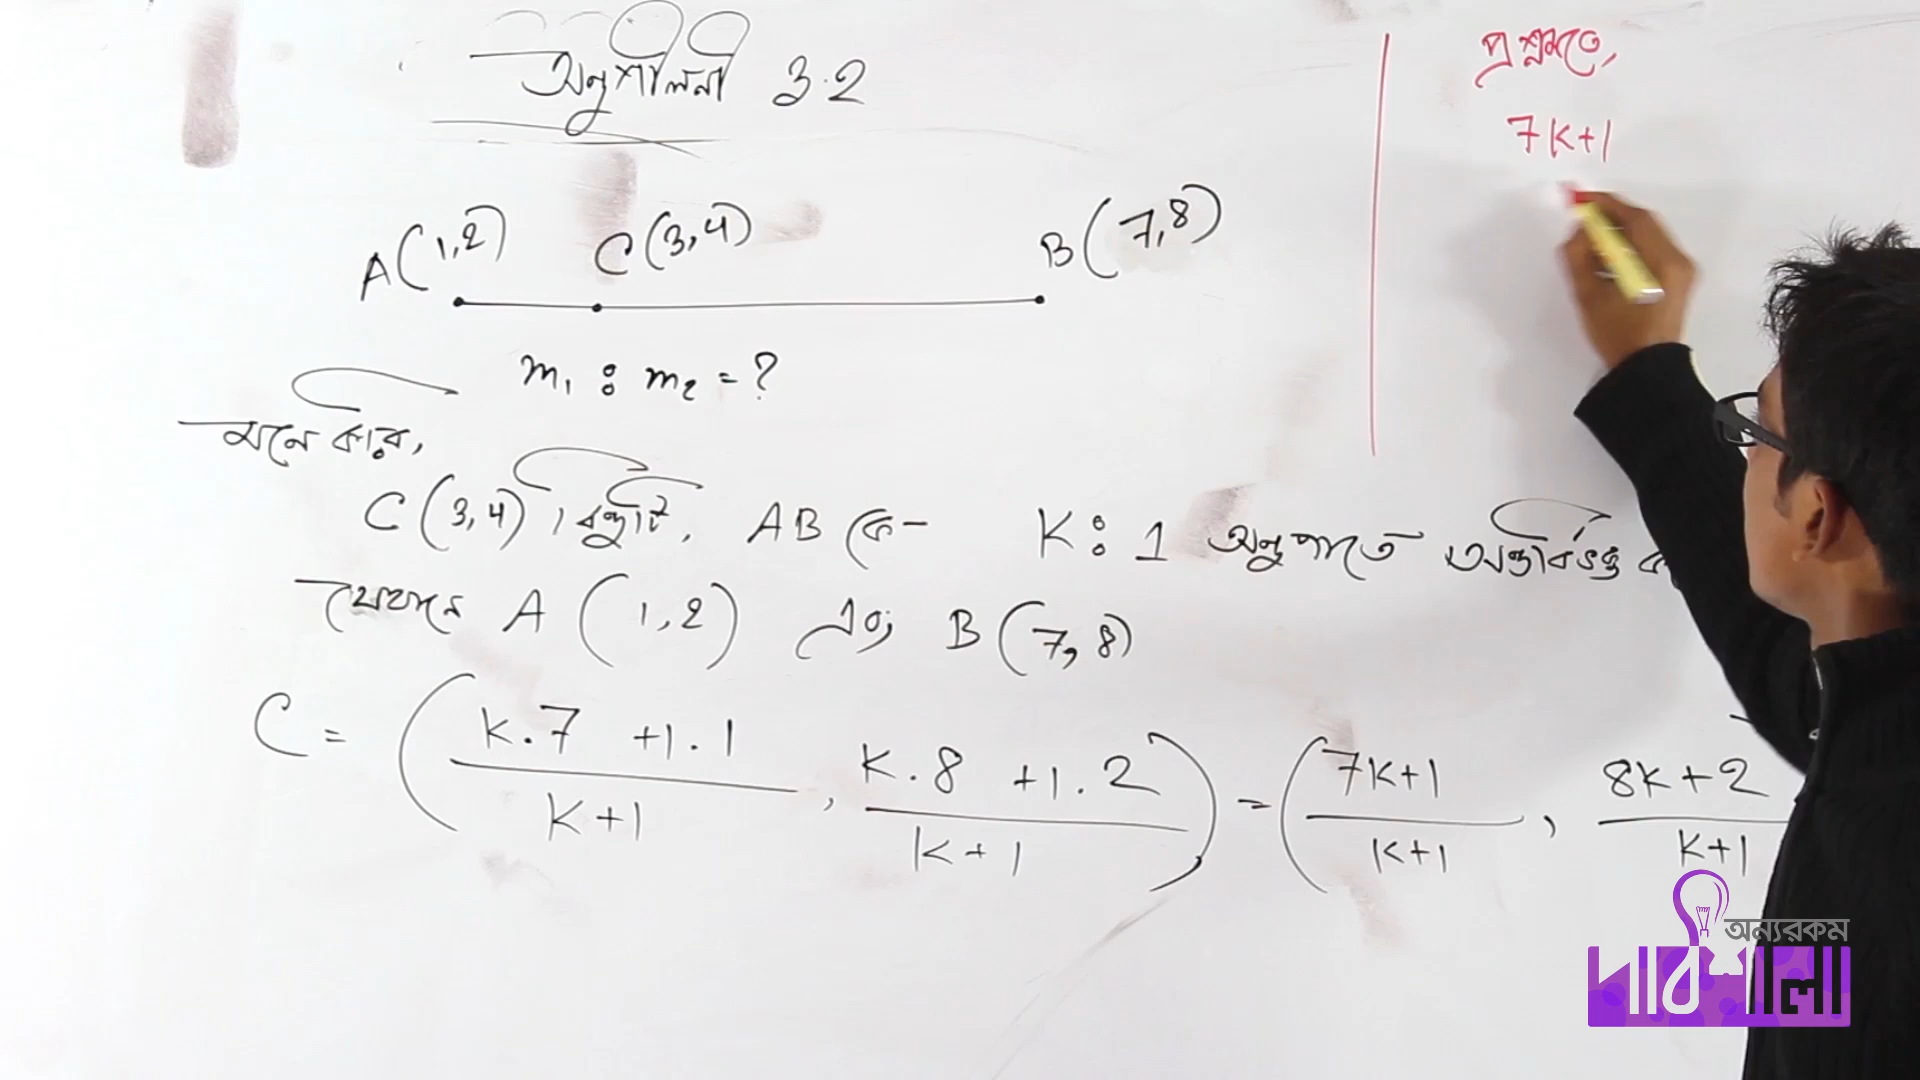 অনুশীলনী 3.2
A(1,2) C(3,4) B(7,8)
m₁ : m₂ = ?
মনে করি,
C(3,4) বিন্দুটি, AB কে- K : 1 অনুপাতে অন্তর্বিভক্ত
যেখানে A(1,2) এবং B(7,8)
C = (K.7 +1.1 / K+1, K.8 +1.2 / K+1) = (7K+1 / K+1, 8K+2 / K+1
প্রশ্নমতে,
7K+1
অন্যরকম
পাঠশালা